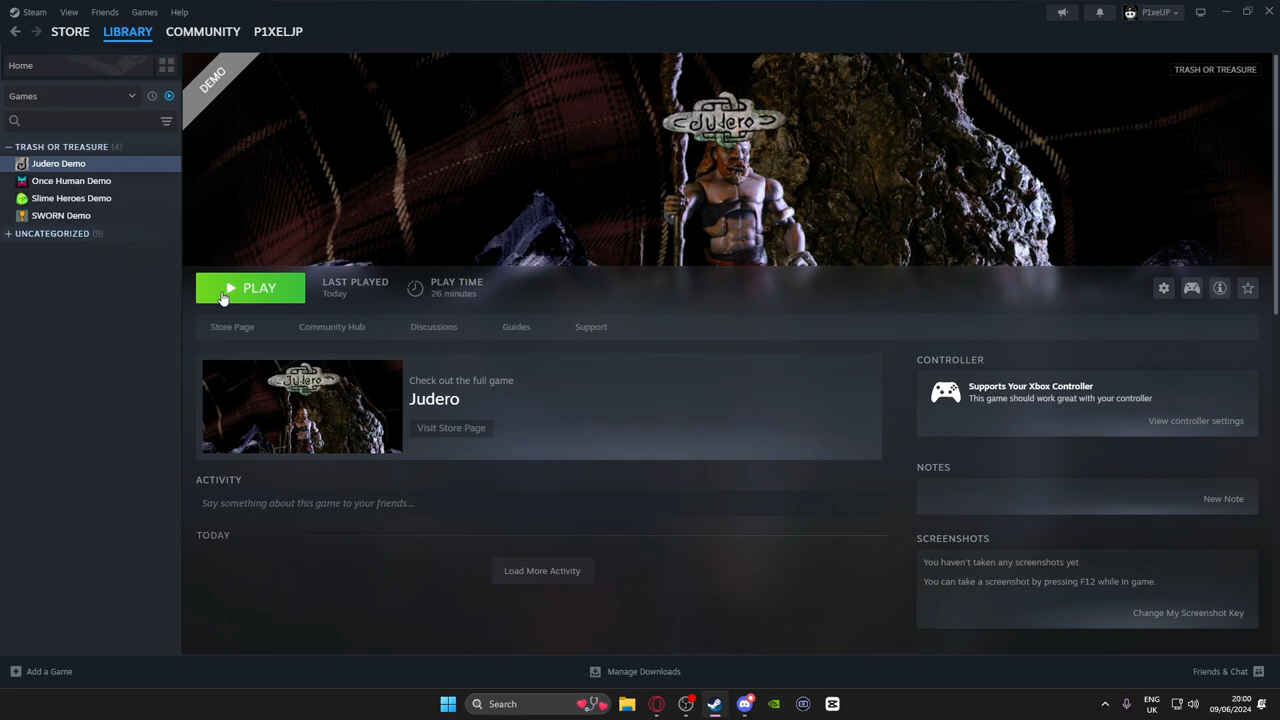 Steam View Friends Games Help
P1xelJP
STORE LIBRARY COMMUNITY P1XELJP
Home
DEMO
Judero
TRASH OR TREASURE
Games
TRASH OR TREASURE (4)
Judero Demo
Once Human Demo
Slime Heroes Demo
SWORN Demo
UNCATEGORIZED (9)
PLAY
LAST PLAYED
Today
PLAY TIME
26 minutes
Store Page Community Hub Discussions Guides Support
Judero
Check out the full game
Judero
Visit Store Page
ACTIVITY
Say something about this game to your friends...
TODAY
Load More Activity
CONTROLLER
Supports Your Xbox Controller
This game should work great with your controller
View controller settings
NOTES
New Note
SCREENSHOTS
You haven't taken any screenshots yet
You can take a screenshot by pressing F12 while in game.
Change My Screenshot Key
Add a Game
Manage Downloads
Friends & Chat
Search
ENG
UK
20:00
09/06/2024